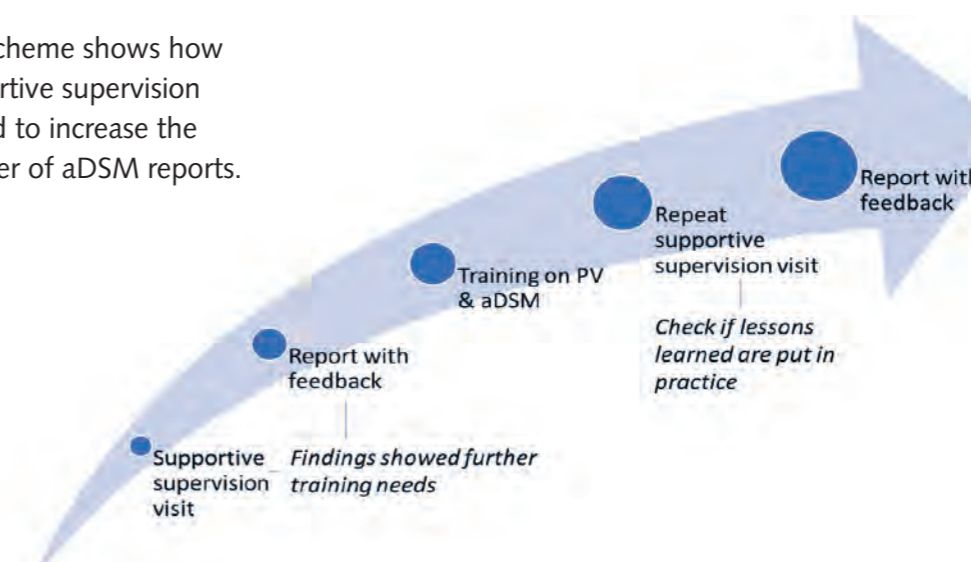 cheme shows how
rtive supervision
d to increase the
er of aDSM reports.
Report with
feedback
Repeat
supportive
supervision visit
Training on PV
& aDSM
Check if lessons
learned are put in
practice
Report with
feedback
Supportive
supervision
visit
Findings showed further
training needs